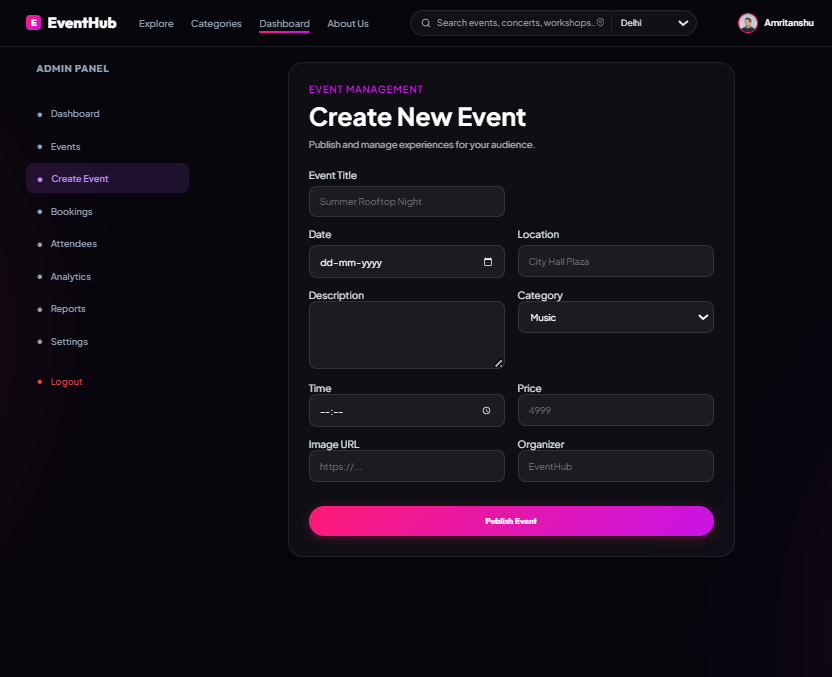 E EventHub Explore Categories Dashboard About Us Search events, concerts, workshops.. Delhi Amritanshu
ADMIN PANEL
Dashboard
Events
Create Event
Bookings
Attendees
Analytics
Reports
Settings
Logout
EVENT MANAGEMENT
Create New Event
Publish and manage experiences for your audience.
Event Title
Summer Rooftop Night
Date Location
dd-mm-yyyy City Hall Plaza
Description Category
Music
Time Price
--:-- 4999
Image URL Organizer
https://... EventHub
Publish Event